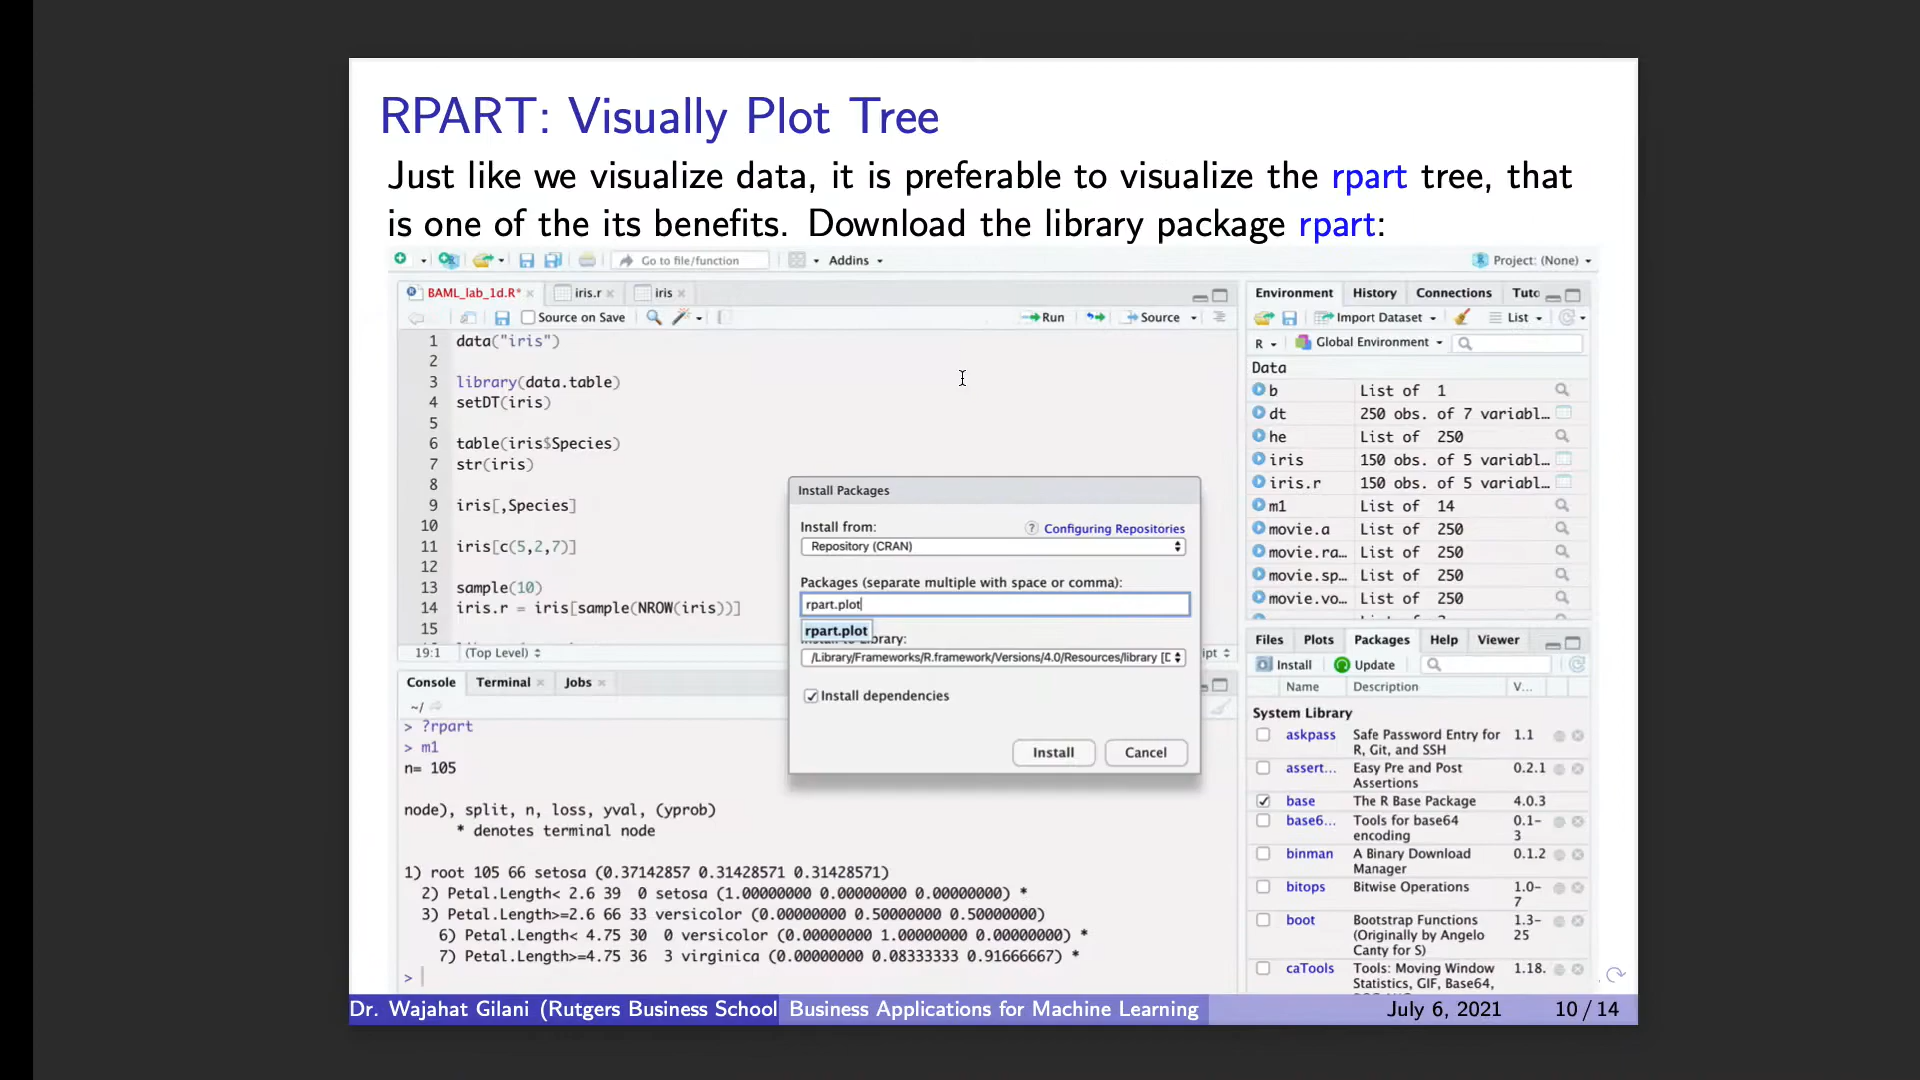 RPART: Visually Plot Tree
Just like we visualize data, it is preferable to visualize the rpart tree, that
is one of the its benefits. Download the library package rpart:
Go to file/function
Addins
Project: (None)
BAML_lab_1d.R*
iris.r
iris
Source on Save
Run
Source
1 data("iris")
2
3 library(data.table)
4 setDT(iris)
5
6 table(iris$Species)
7 str(iris)
8
9 iris[,Species]
10
11 iris[c(5,2,7)]
12
13 sample(10)
14 iris.r = iris[sample(NROW(iris))]
15
19:1 (Top Level)
ipt
Install Packages
Install from:
? Configuring Repositories
Repository (CRAN)
Packages (separate multiple with space or comma):
rpart.plot
rpart.plot
Install to Library:
/Library/Frameworks/R.framework/Versions/4.0/Resources/library [D
Install dependencies
Install
Cancel
Console Terminal Jobs
~/
> ?rpart
> m1
n= 105
node), split, n, loss, yval, (yprob)
* denotes terminal node
1) root 105 66 setosa (0.37142857 0.31428571 0.31428571)
2) Petal.Length< 2.6 39 0 setosa (1.00000000 0.00000000 0.00000000) *
3) Petal.Length>=2.6 66 33 versicolor (0.00000000 0.50000000 0.50000000)
6) Petal.Length< 4.75 30 0 versicolor (0.00000000 1.00000000 0.00000000) *
7) Petal.Length>=4.75 36 3 virginica (0.00000000 0.08333333 0.91666667) *
>
Environment History Connections Tuto
Import Dataset
List
R Global Environment
Data
b List of 1
dt 250 obs. of 7 variabl…
he List of 250
iris 150 obs. of 5 variabl…
iris.r 150 obs. of 5 variabl…
m1 List of 14
movie.a List of 250
movie.ra… List of 250
movie.sp… List of 250
movie.vo… List of 250
Files Plots Packages Help Viewer
Install Update
Name Description V...
System Library
askpass Safe Password Entry for 1.1
R, Git, and SSH
assert... Easy Pre and Post 0.2.1
Assertions
base The R Base Package 4.0.3
base6... Tools for base64 0.1-
encoding 3
binman A Binary Download 0.1.2
Manager
bitops Bitwise Operations 1.0-
7
boot Bootstrap Functions 1.3-
(Originally by Angelo 25
Canty for S)
caTools Tools: Moving Window 1.18.
Statistics, GIF, Base64,
Dr. Wajahat Gilani (Rutgers Business School
Business Applications for Machine Learning
July 6, 2021
10 / 14